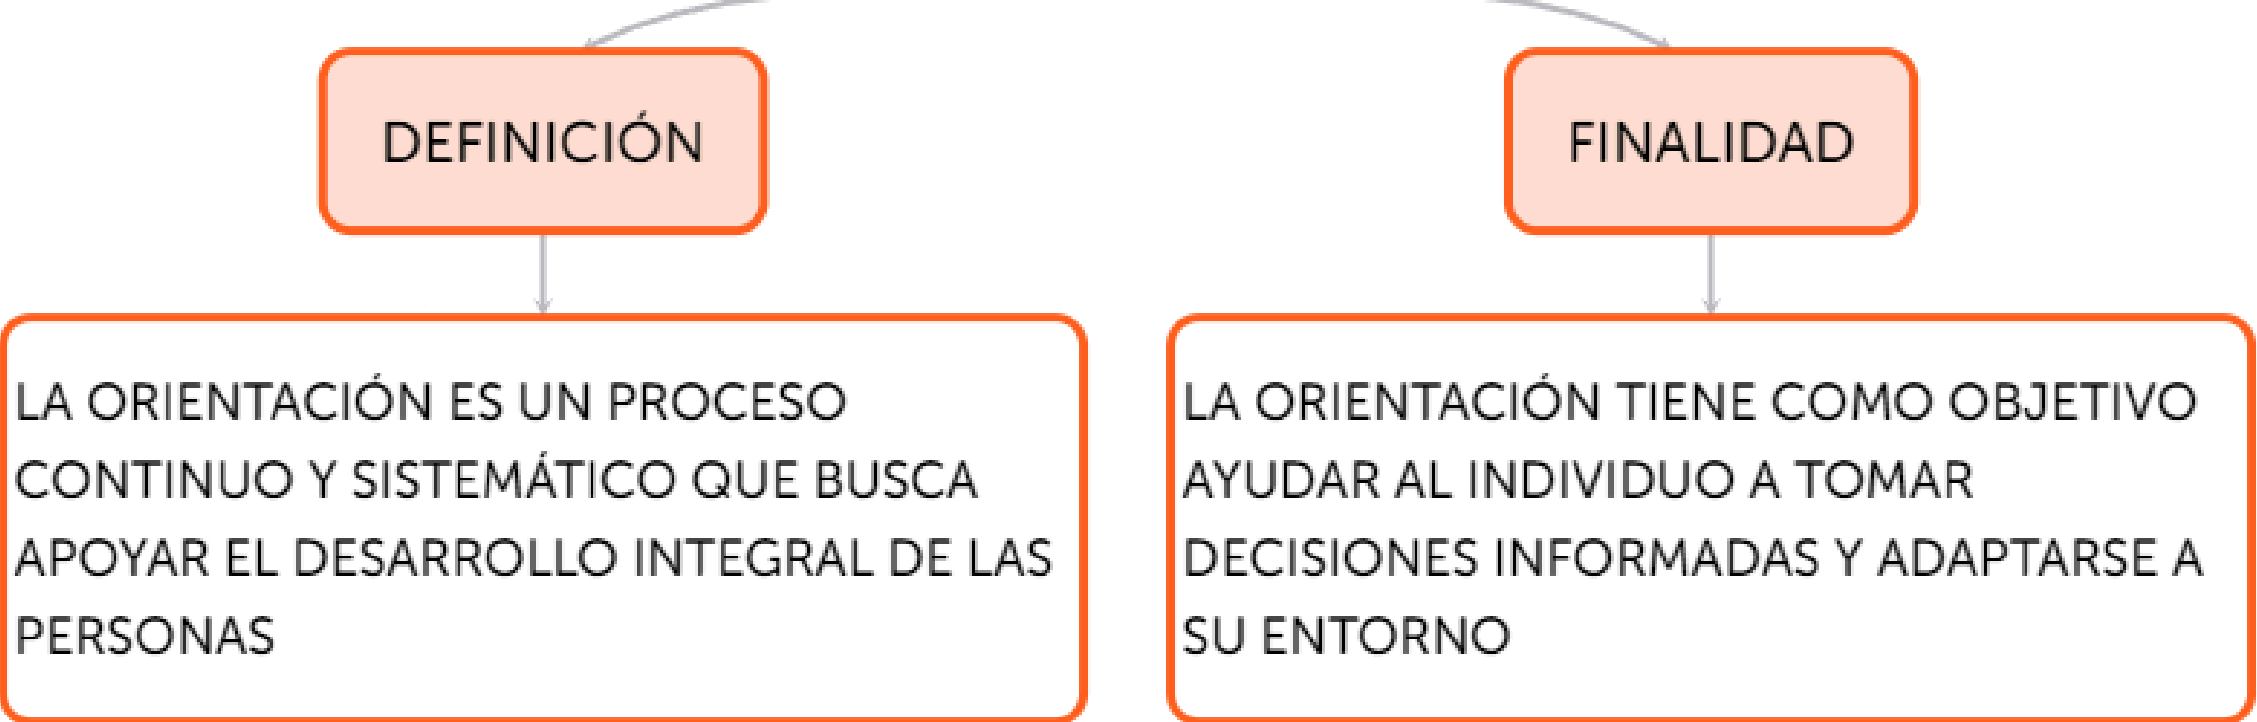 DEFINICIÓN
LA ORIENTACIÓN ES UN PROCESO
CONTINUO Y SISTEMÁTICO QUE BUSCA
APOYAR EL DESARROLLO INTEGRAL DE LAS
PERSONAS
FINALIDAD
LA ORIENTACIÓN TIENE COMO OBJETIVO
AYUDAR AL INDIVIDUO A TOMAR
DECISIONES INFORMADAS Y ADAPTARSE A
SU ENTORNO